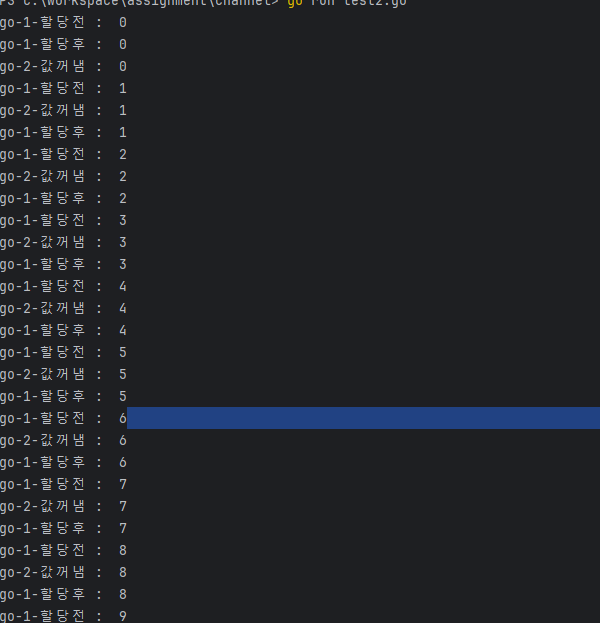 PS C:\workspace\assignment\channel> go run test2.go
go-1-할당전 :  0
go-1-할당후 :  0
go-2-값꺼냄 :  0
go-1-할당전 :  1
go-2-값꺼냄 :  1
go-1-할당후 :  1
go-1-할당전 :  2
go-2-값꺼냄 :  2
go-1-할당후 :  2
go-1-할당전 :  3
go-2-값꺼냄 :  3
go-1-할당후 :  3
go-1-할당전 :  4
go-2-값꺼냄 :  4
go-1-할당후 :  4
go-1-할당전 :  5
go-2-값꺼냄 :  5
go-1-할당후 :  5
go-1-할당전 :  6
go-2-값꺼냄 :  6
go-1-할당후 :  6
go-1-할당전 :  7
go-2-값꺼냄 :  7
go-1-할당후 :  7
go-1-할당전 :  8
go-2-값꺼냄 :  8
go-1-할당후 :  8
go-1-할당전 :  9